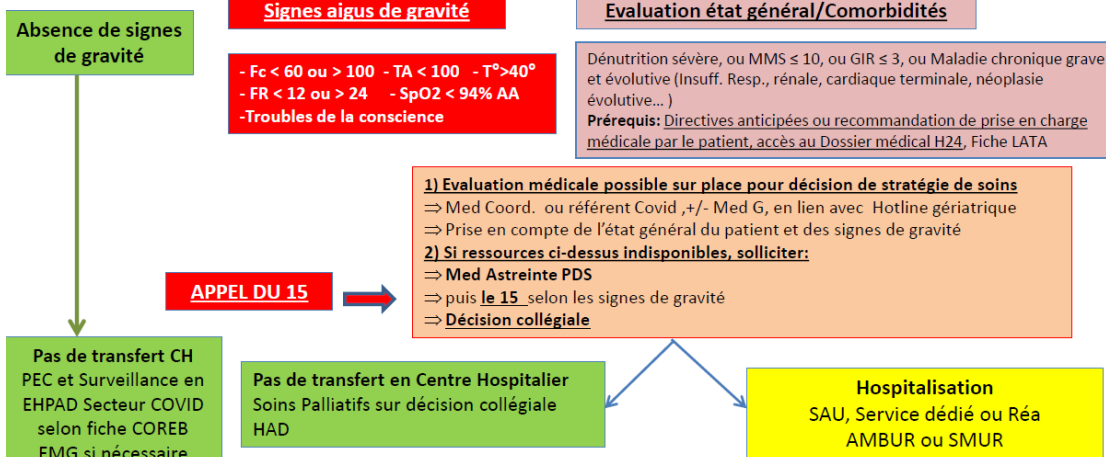 Absence de signes
de gravité
Signes aigus de gravité
- Fc < 60 ou > 100 - TA < 100 - T°>40°
- FR < 12 ou > 24 - SpO2 < 94% AA
-Troubles de la conscience
Evaluation état général/Comorbidités
Dénutrition sévère, ou MMS ≤ 10, ou GIR ≤ 3, ou Maladie chronique grave
et évolutive (Insuff. Resp., rénale, cardiaque terminale, néoplasie
évolutive... )
Prérequis: Directives anticipées ou recommandation de prise en charge
médicale par le patient, accès au Dossier médical H24, Fiche LATA
1) Evaluation médicale possible sur place pour décision de stratégie de soins
⇒ Med Coord. ou référent Covid ,+/- Med G, en lien avec Hotline gériatrique
⇒ Prise en compte de l'état général du patient et des signes de gravité
2) Si ressources ci-dessus indisponibles, solliciter:
⇒ Med Astreinte PDS
⇒ puis le 15 selon les signes de gravité
⇒ Décision collégiale
APPEL DU 15
Pas de transfert CH
PEC et Surveillance en
EHPAD Secteur COVID
selon fiche COREB
EMG si nécessaire
Pas de transfert en Centre Hospitalier
Soins Palliatifs sur décision collégiale
HAD
Hospitalisation
SAU, Service dédié ou Réa
AMBUR ou SMUR